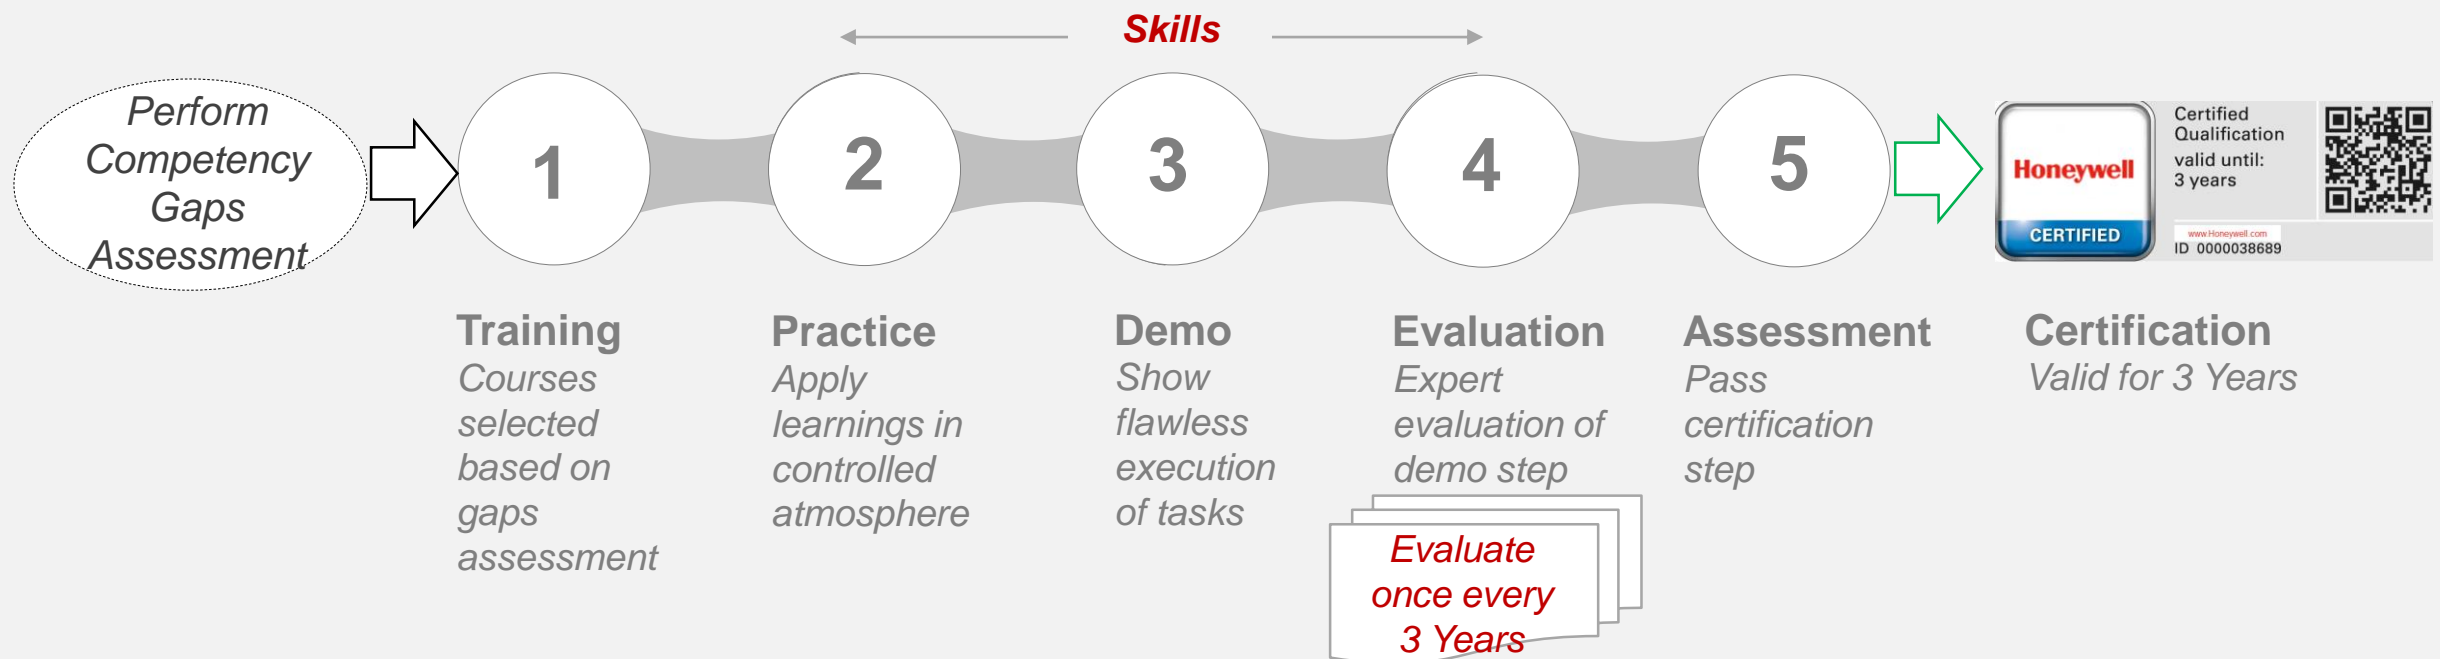 Skills
Perform
Competency
Gaps
Assessment
1
2
3
4
5
Honeywell
CERTIFIED
Certified
Qualification
valid until:
3 years
www.Honeywell.com
ID 0000038689
Training
Courses
selected
based on
gaps
assessment
Practice
Apply
learnings in
controlled
atmosphere
Demo
Show
flawless
execution
of tasks
Evaluation
Expert
evaluation of
demo step
Evaluate
once every
3 Years
Assessment
Pass
certification
step
Certification
Valid for 3 Years